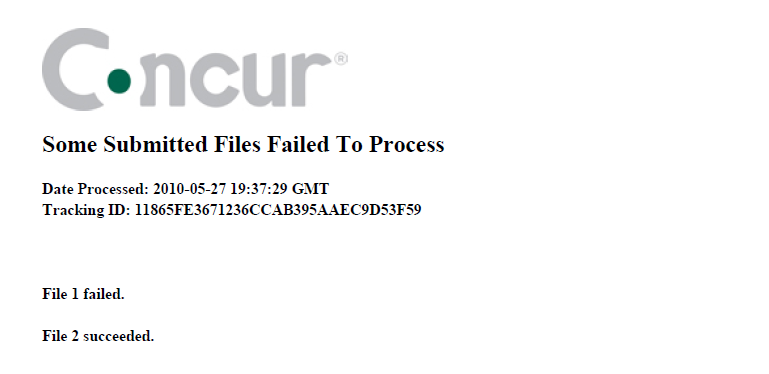 Concur®
Some Submitted Files Failed To Process
Date Processed: 2010-05-27 19:37:29 GMT
Tracking ID: 11865FE3671236CCAB395AAEC9D53F59
File 1 failed.
File 2 succeeded.